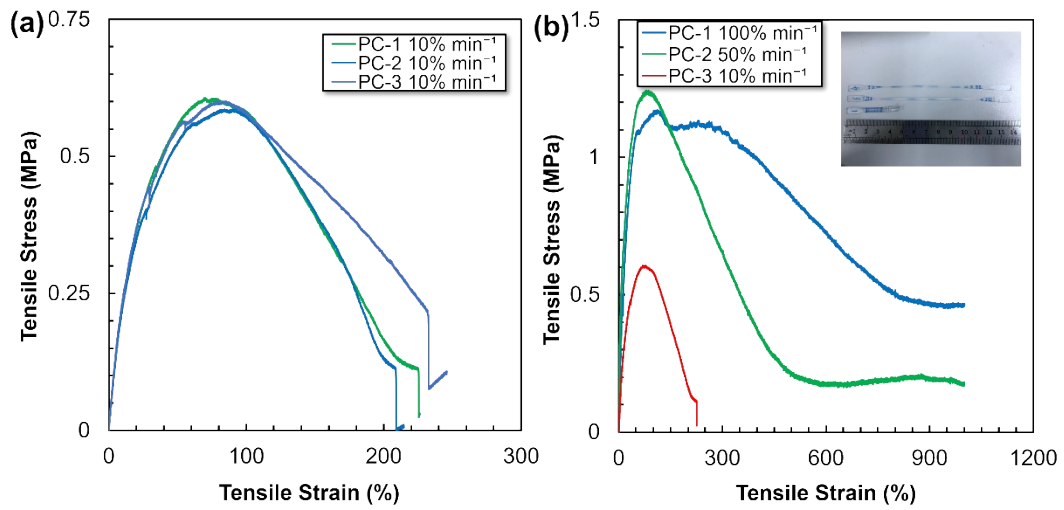 (a)
0.75
0.5
0.25
0
Tensile Stress (MPa)
PC-1 10% min⁻¹
PC-2 10% min⁻¹
PC-3 10% min⁻¹
0
100
200
300
Tensile Strain (%)
(b)
1.5
1
0.5
0
Tensile Stress (MPa)
PC-1 100% min⁻¹
PC-2 50% min⁻¹
PC-3 10% min⁻¹
0
300
600
900
1200
Tensile Strain (%)